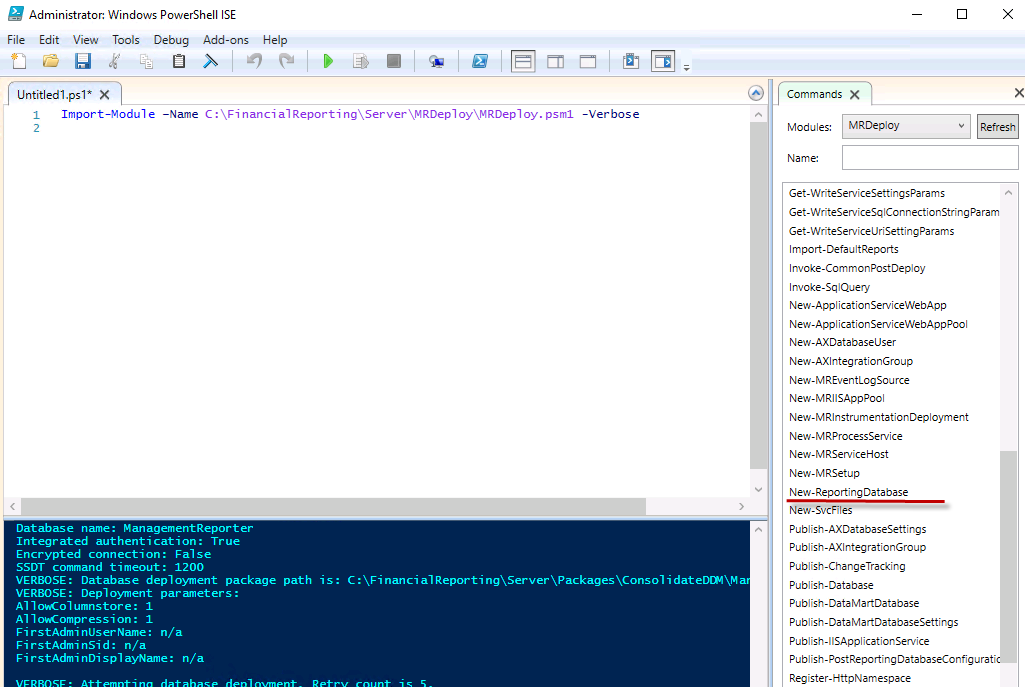 Administrator: Windows PowerShell ISE
File Edit View Tools Debug Add-ons Help
Untitled1.ps1*
1 Import-Module -Name C:\FinancialReporting\Server\MRDeploy\MRDeploy.psm1 -Verbose
2
Database name: ManagementReporter
Integrated authentication: True
Encrypted connection: False
SSDT command timeout: 1200
VERBOSE: Database deployment package path is: C:\FinancialReporting\Server\Packages\ConsolidateDDM\Mar
VERBOSE: Deployment parameters:
AllowColumnstore: 1
AllowCompression: 1
FirstAdminUserName: n/a
FirstAdminSid: n/a
FirstAdminDisplayName: n/a
VERBOSE: Attempting database deployment. Retry count is 5.
Commands
Modules: MRDeploy Refresh
Name:
Get-WriteServiceSettingsParams
Get-WriteServiceSqlConnectionStringParam
Get-WriteServiceUriSettingParams
Import-DefaultReports
Invoke-CommonPostDeploy
Invoke-SqlQuery
New-ApplicationServiceWebApp
New-ApplicationServiceWebAppPool
New-AXDatabaseUser
New-AXIntegrationGroup
New-MREventLogSource
New-MRIISAppPool
New-MRInstrumentationDeployment
New-MRProcessService
New-MRServiceHost
New-MRSetup
New-ReportingDatabase
New-SvcFiles
Publish-AXDatabaseSettings
Publish-AXIntegrationGroup
Publish-ChangeTracking
Publish-Database
Publish-DataMartDatabase
Publish-DataMartDatabaseSettings
Publish-IISApplicationService
Publish-PostReportingDatabaseConfiguratic
Register-HttpNamespace